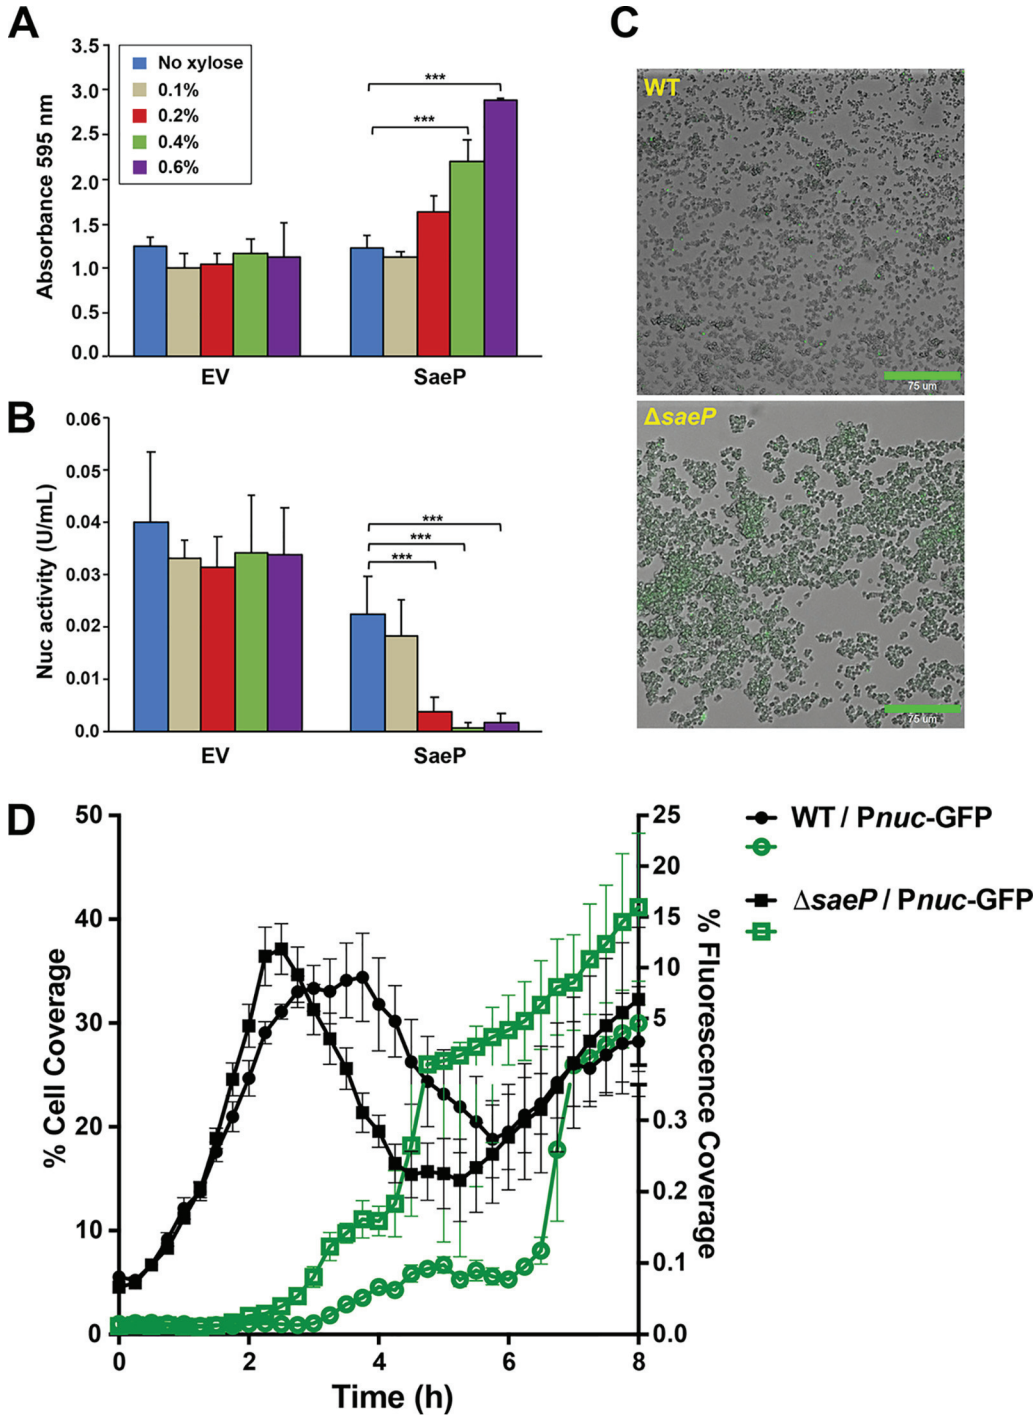 A
Absorbance 595 nm
3.5
3.0
2.5
2.0
1.5
1.0
0.5
0.0
No xylose
0.1%
0.2%
0.4%
0.6%
***
***
EV
SaeP
B
Nuc activity (U/mL)
0.06
0.05
0.04
0.03
0.02
0.01
0.0
***
***
***
EV
SaeP
C
WT
75 um
ΔsaeP
75 um
D
% Cell Coverage
50
40
30
20
10
0
% Fluorescence Coverage
25
20
15
10
5
0.3
0.2
0.1
0.0
0
2
4
6
8
Time (h)
WT / Pnuc-GFP
ΔsaeP / Pnuc-GFP